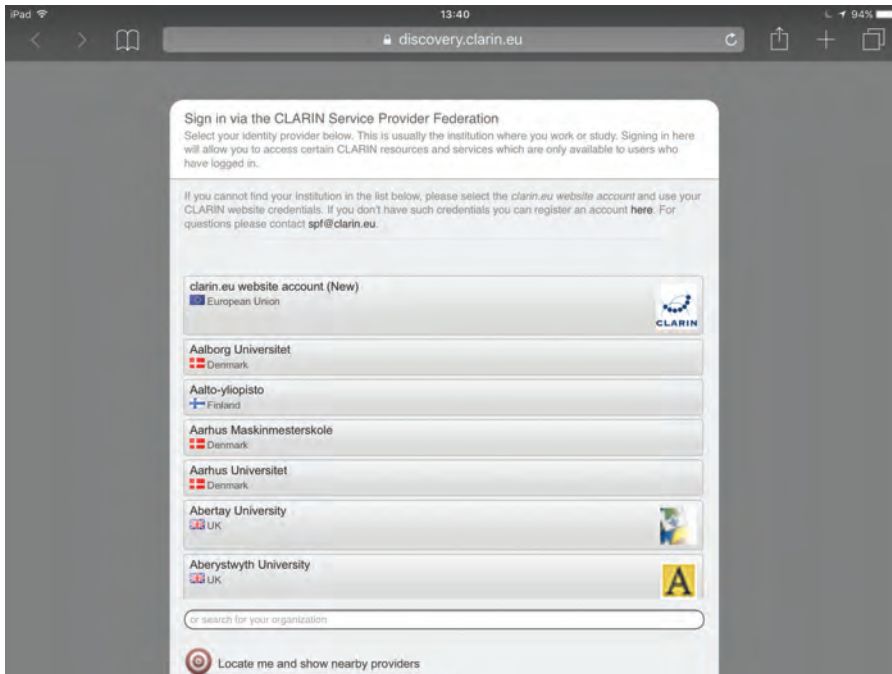 iPad 13:40 94%
discovery.clarin.eu
Sign in via the CLARIN Service Provider Federation
Select your identity provider below. This is usually the institution where you work or study. Signing in here
will allow you to access certain CLARIN resources and services which are only available to users who
have logged in.
If you cannot find your institution in the list below, please select the clarin.eu website account and use your
CLARIN website credentials. If you don't have such credentials you can register an account here. For
questions please contact spf@clarin.eu.
clarin.eu website account (New)
European Union
CLARIN
Aalborg Universitet
Denmark
Aalto-yliopisto
Finland
Aarhus Maskinmesterskole
Denmark
Aarhus Universitet
Denmark
Abertay University
UK
Aberystwyth University
UK
A
or search for your organization
Locate me and show nearby providers